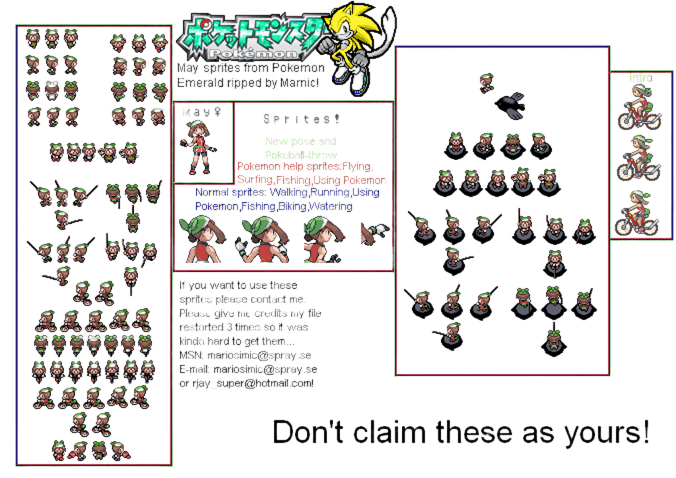 ポケットモンスター
Pokémon
May sprites from Pokemon
Emerald ripped by Marnic!
May♀
Sprites!
New pose and
Pokeball-throw
Pokemon help sprites:Flying,
Surfing,Fishing,Using Pokemon
Normal sprites: Walking,Running,Using
Pokemon,Fishing,Biking,Watering
Intro
If you want to use these
sprites please contact me.
Please give me credits my file
restarted 3 times so it was
kinda hard to get them...
MSN: mariosimic@spray.se
E-mail: mariosimic@spray.se
or rjay_super@hotmail.com!
Don't claim these as yours!